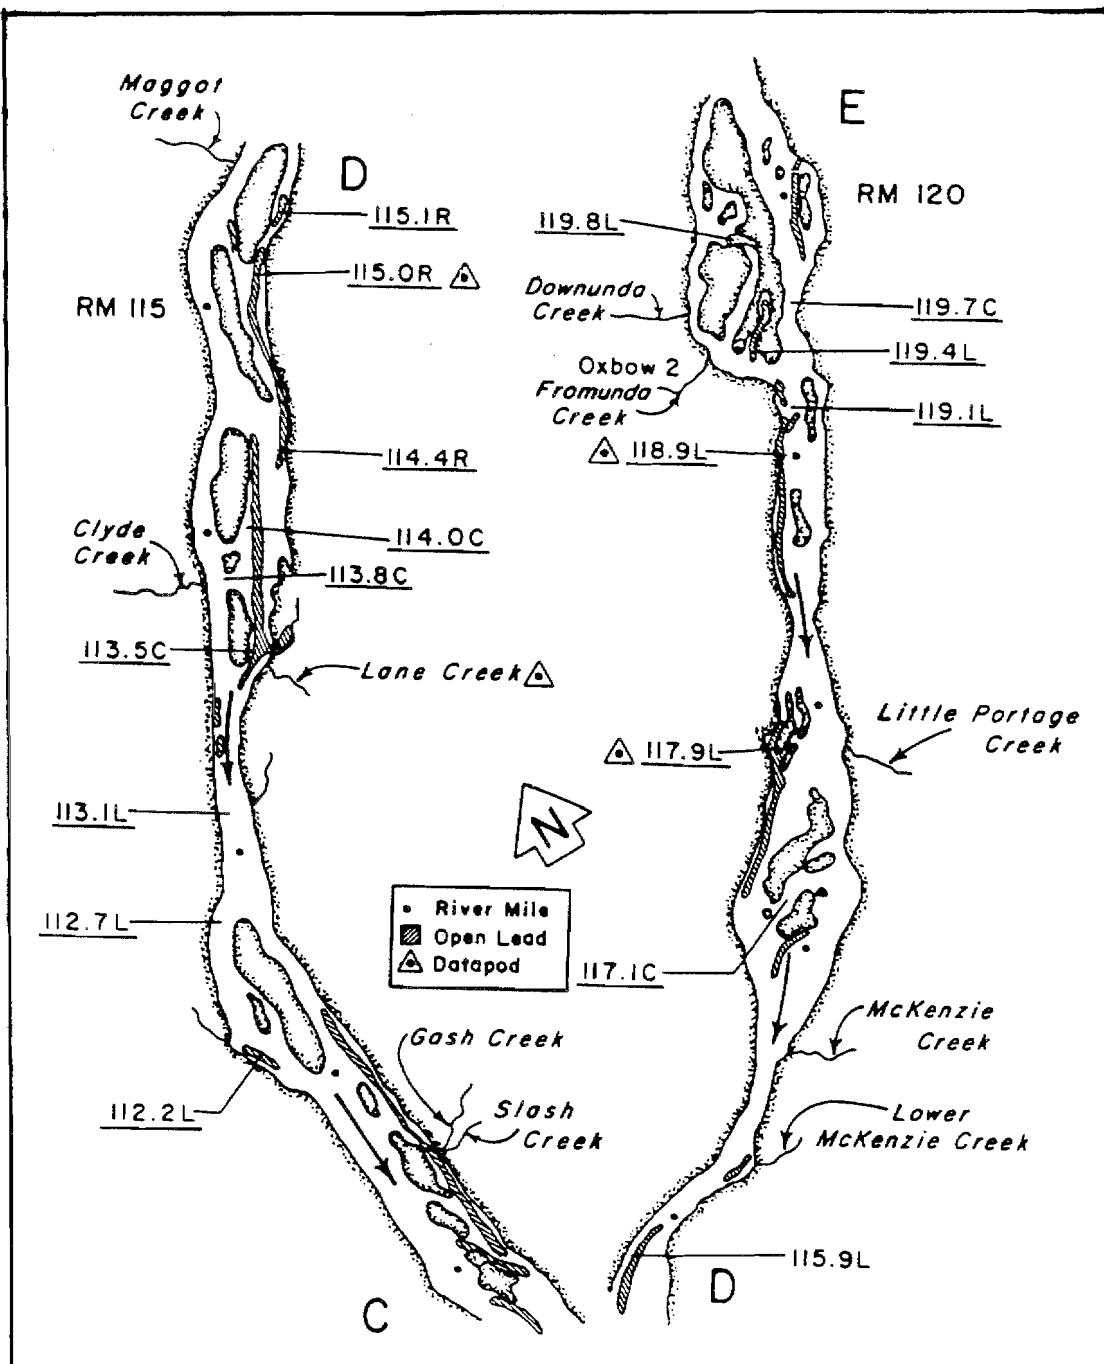 Maggot
Creek
D
115.1R
115.0R
RM 115
114.4R
114.0C
Clyde
Creek
113.8C
113.5C
Lane Creek
113.1L
112.7L
112.2L
Gash Creek
Slash
Creek
C
N
River Mile
Open Lead
Datapod
E
RM 120
119.8L
Downunda
Creek
119.7C
119.4L
Oxbow 2
Fromunda
Creek
119.1L
118.9L
Little Portage
Creek
117.9L
117.1C
McKenzie
Creek
Lower
McKenzie Creek
115.9L
D